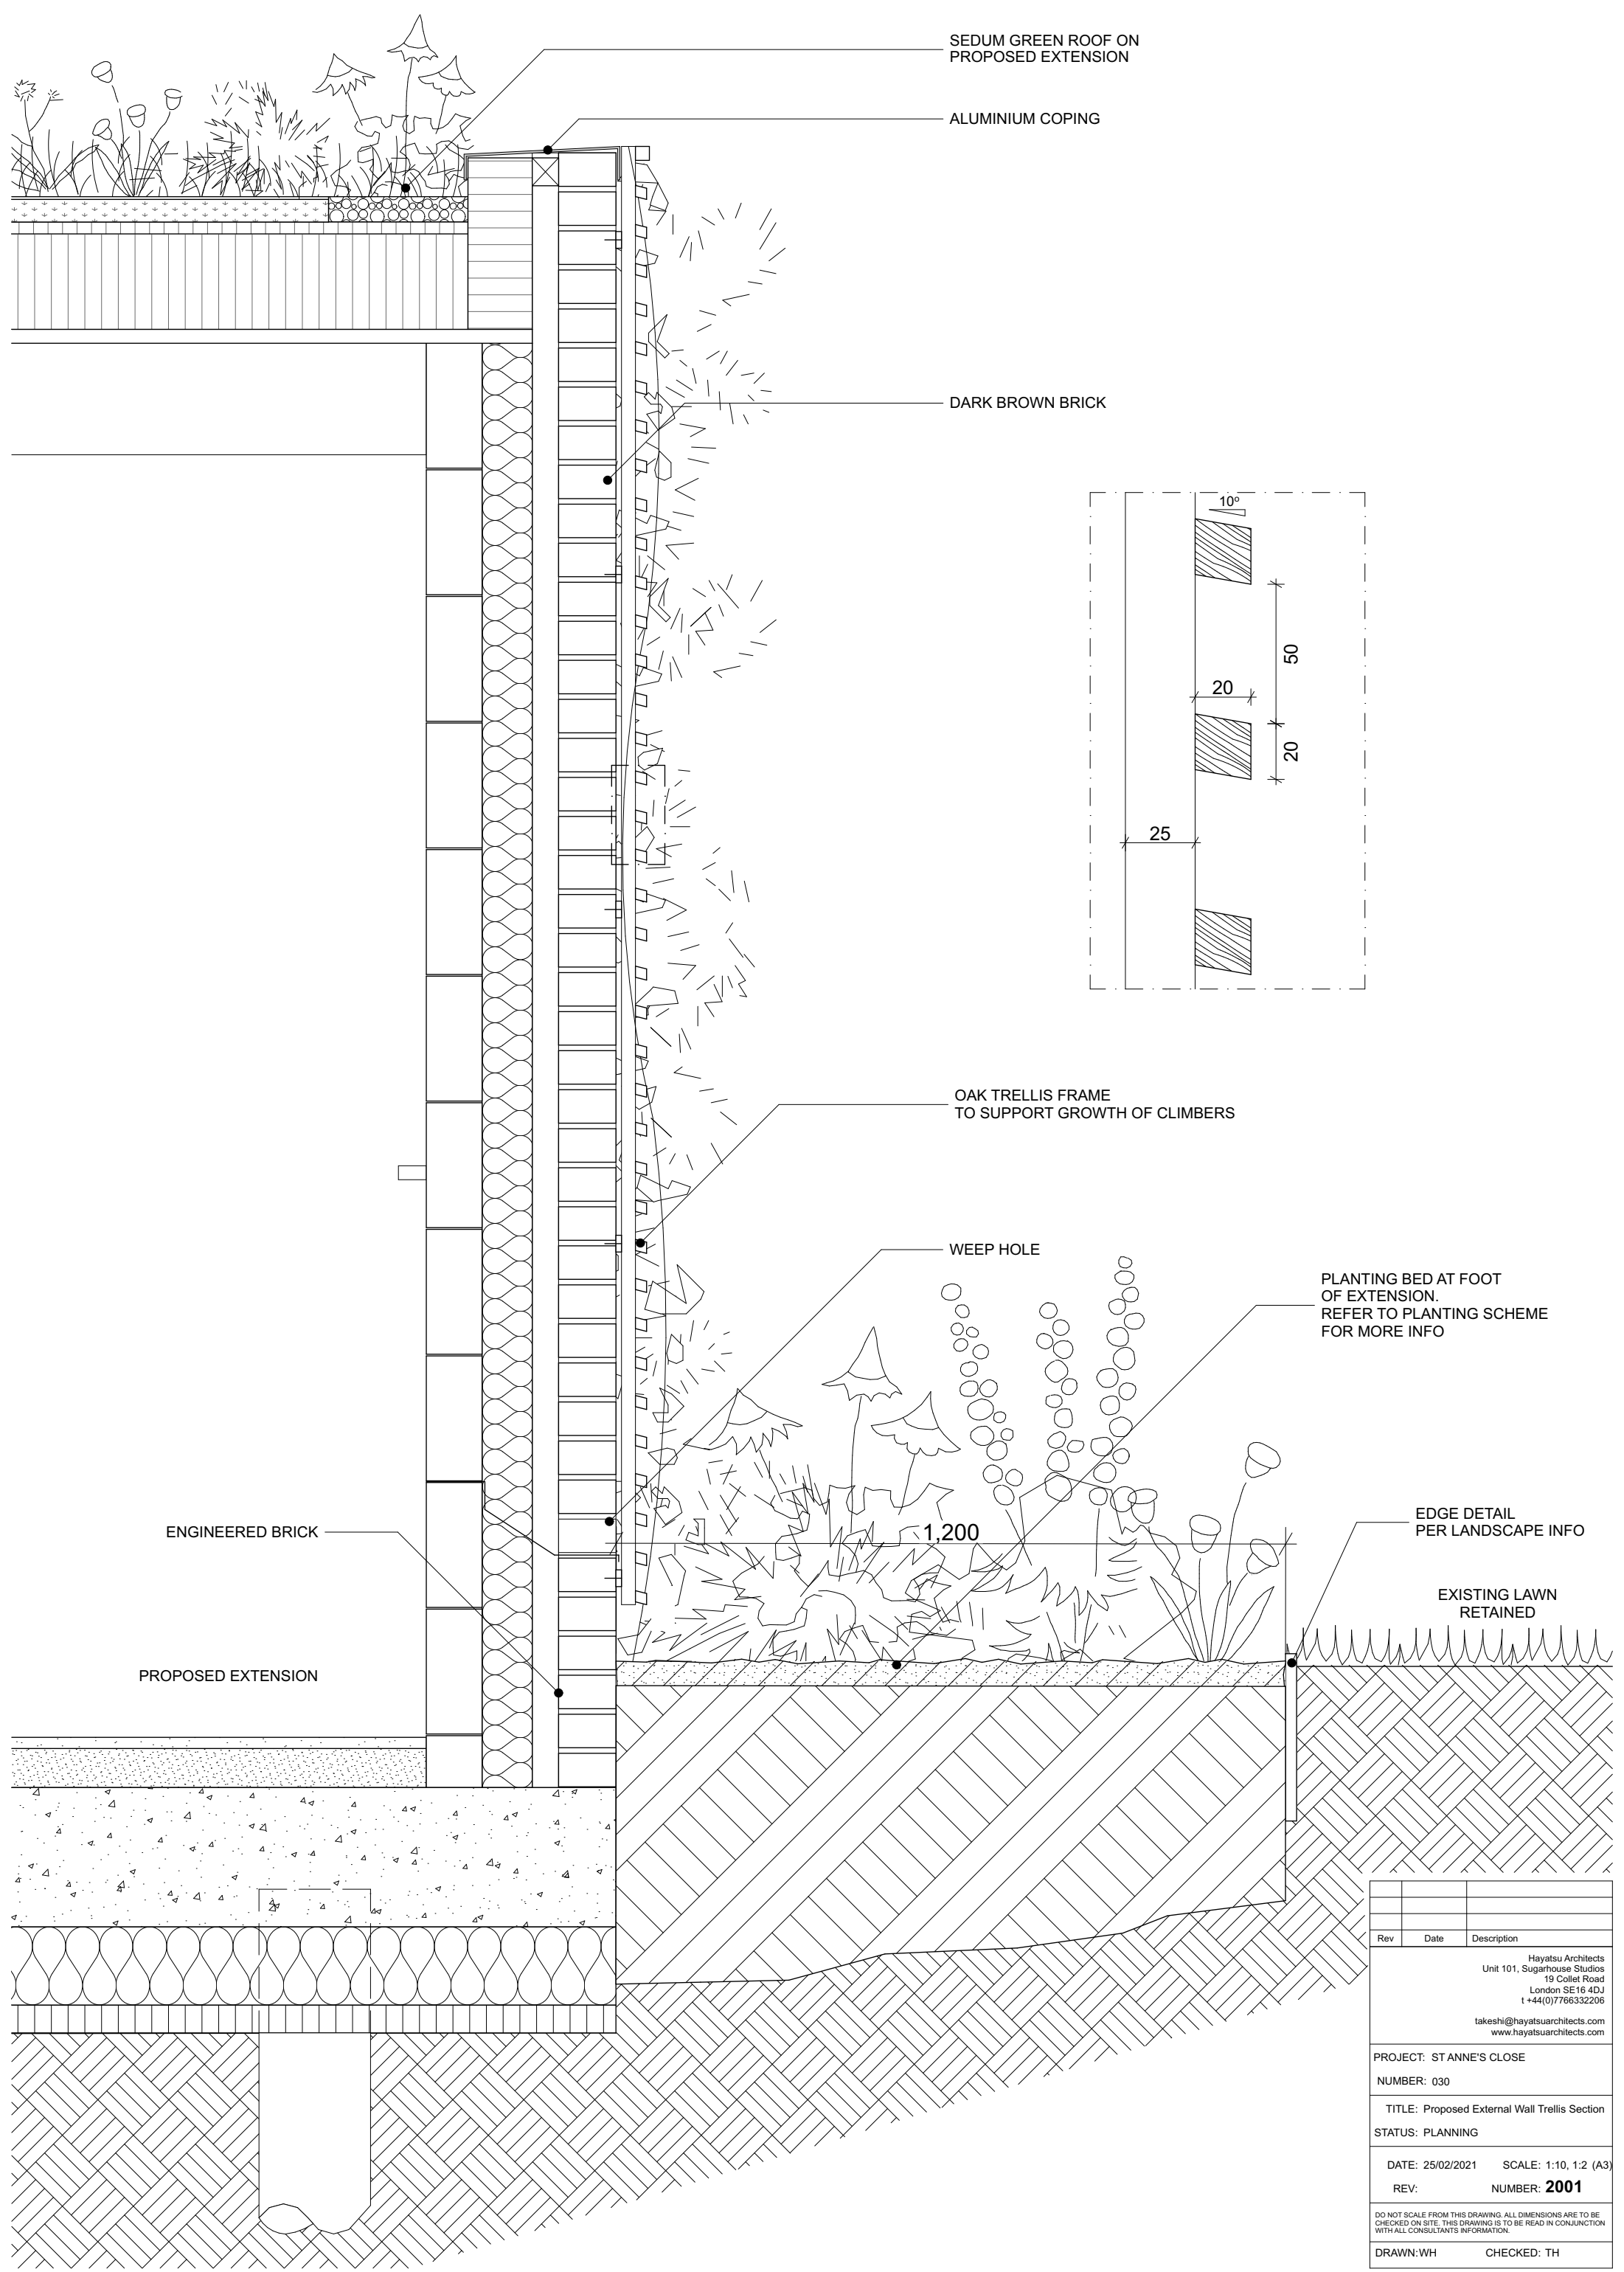 SEDUM GREEN ROOF ON
PROPOSED EXTENSION
ALUMINIUM COPING
DARK BROWN BRICK
10º
50
20
20
25
OAK TRELLIS FRAME
TO SUPPORT GROWTH OF CLIMBERS
WEEP HOLE
PLANTING BED AT FOOT
OF EXTENSION.
REFER TO PLANTING SCHEME
FOR MORE INFO
ENGINEERED BRICK
1,200
EDGE DETAIL
PER LANDSCAPE INFO
EXISTING LAWN
RETAINED
PROPOSED EXTENSION
Rev Date Description
Hayatsu Architects
Unit 101, Sugarhouse Studios
19 Collet Road
London SE16 4DJ
t +44(0)7766332206
takeshi@hayatsuarchitects.com
www.hayatsuarchitects.com
PROJECT: ST ANNE'S CLOSE
NUMBER: 030
TITLE: Proposed External Wall Trellis Section
STATUS: PLANNING
DATE: 25/02/2021 SCALE: 1:10, 1:2 (A3)
REV: NUMBER: 2001
DO NOT SCALE FROM THIS DRAWING. ALL DIMENSIONS ARE TO BE
CHECKED ON SITE. THIS DRAWING IS TO BE READ IN CONJUNCTION
WITH ALL CONSULTANTS INFORMATION.
DRAWN: WH CHECKED: TH